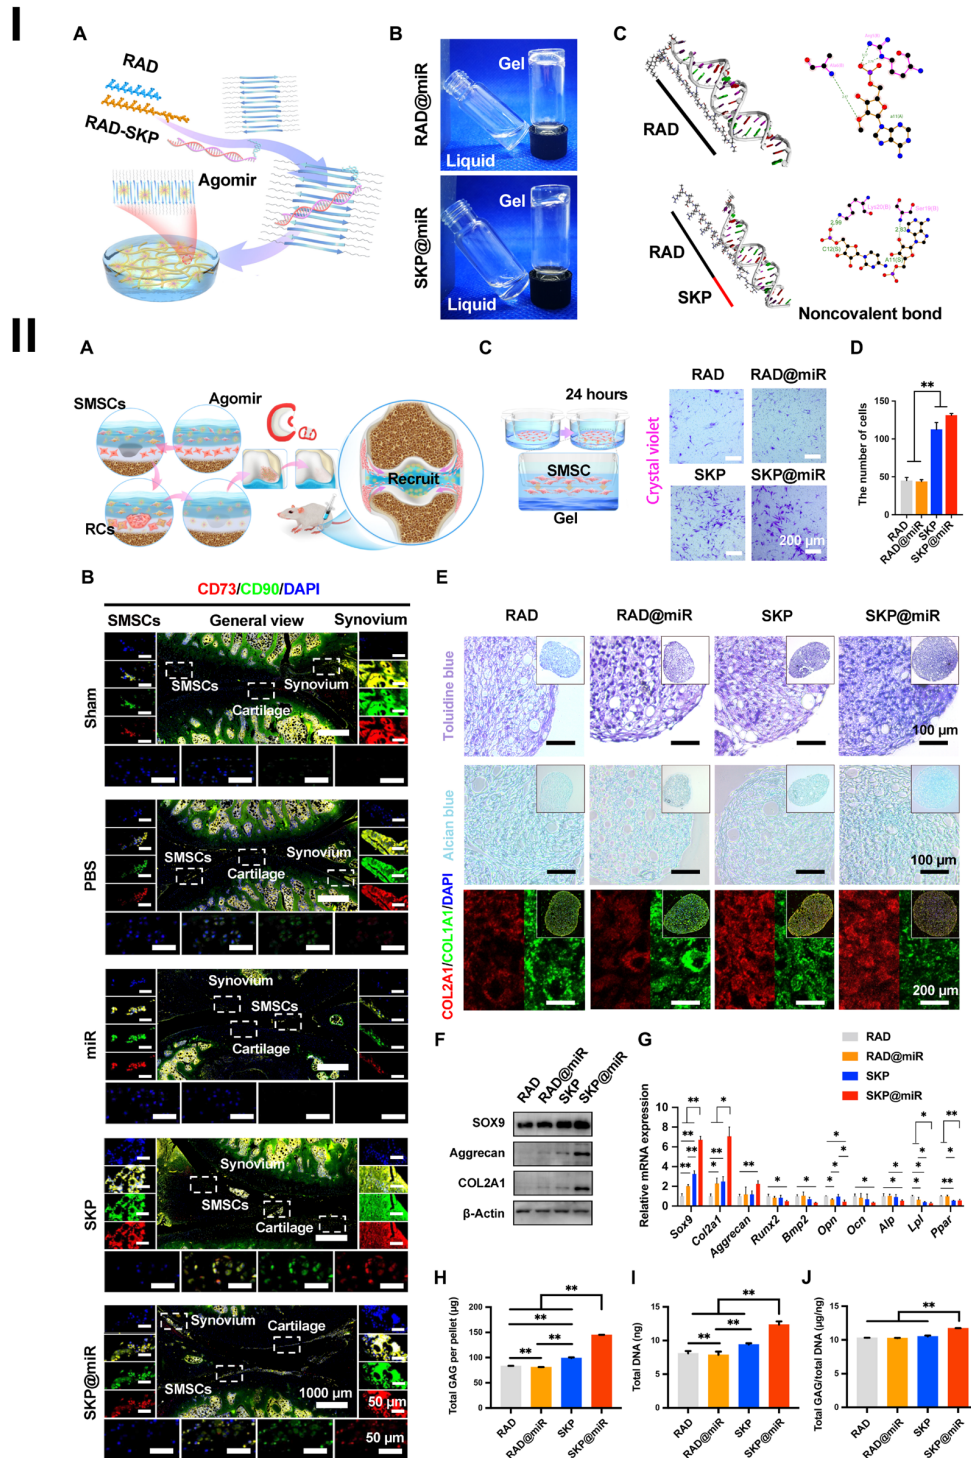 I
A
RAD
RAD-SKP
Agomir
B
RAD@miR
Gel
Liquid
SKP@miR
Gel
Liquid
C
RAD
RAD
SKP
Lys20(B)
Ser18(B)
2.99
2.83
C12(S)
A11(S)
Noncovalent bond
II
A
SMSCs
Agomir
RCs
Recruit
C
24 hours
SMSC
Gel
Crystal violet
RAD
RAD@miR
SKP
SKP@miR
200 μm
D
The number of cells
150
100
50
0
**
RAD
RAD@miR
SKP
SKP@miR
B
CD73/CD90/DAPI
SMSCs
General view
Synovium
Sham
SMSCs
Synovium
Cartilage
PBS
SMSCs
Synovium
Cartilage
miR
Synovium
SMSCs
Cartilage
SKP
Synovium
SMSCs
Cartilage
SKP@miR
Synovium
Cartilage
SMSCs
1000 μm
50 μm
50 μm
E
RAD
RAD@miR
SKP
SKP@miR
Toluidine blue
100 μm
Alcian blue
100 μm
COL2A1/COL1A1/DAPI
200 μm
F
RAD
RAD@miR
SKP
SKP@miR
SOX9
Aggrecan
COL2A1
β-Actin
G
RAD
RAD@miR
SKP
SKP@miR
Relative mRNA expression
10
8
6
4
2
0
Sox9
Col2a1
Aggrecan
Runx2
Bmp2
Opn
Ocn
Alp
Lpl
Ppar
H
Total GAG per pellet (μg)
200
150
100
50
0
**
**
**
**
RAD
RAD@miR
SKP
SKP@miR
I
Total DNA (ng)
15
10
5
0
**
**
**
RAD
RAD@miR
SKP
SKP@miR
J
Total GAG/total DNA (μg/ng)
15
10
5
0
**
RAD
RAD@miR
SKP
SKP@miR